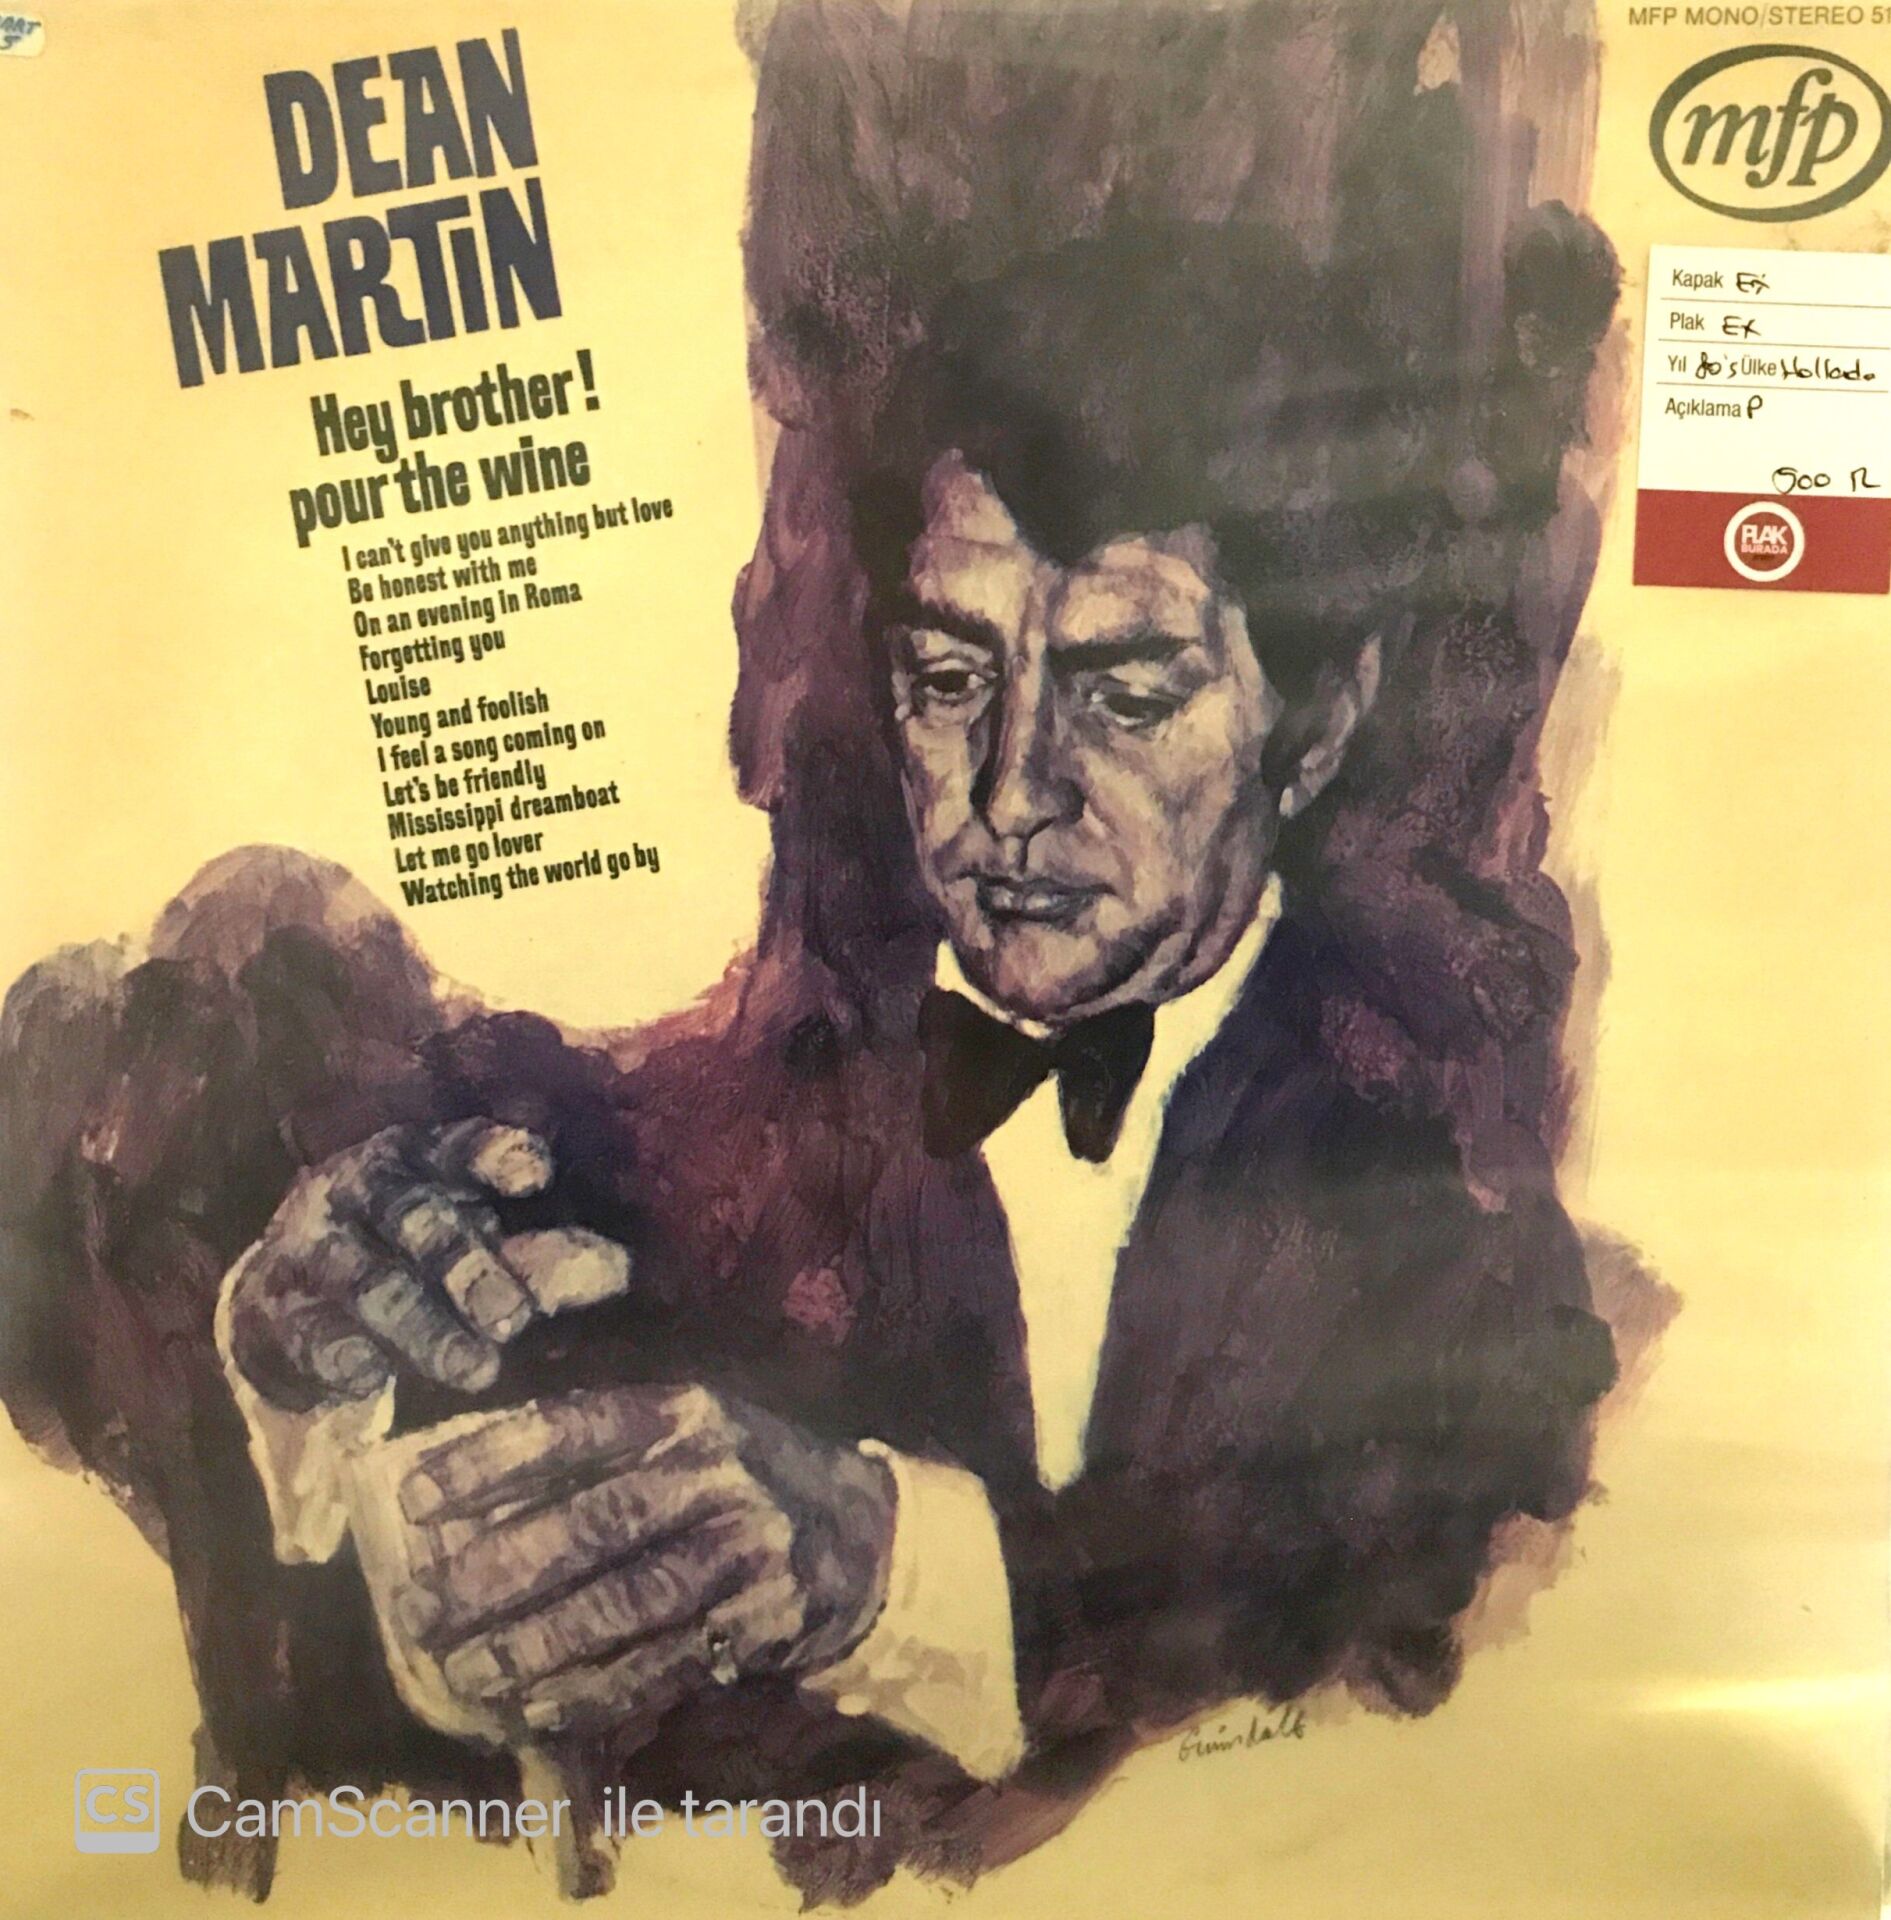 MFP MONO/STEREO 51
mfp
DEAN
MARTiN
Hey brother!
pour the wine
I can't give you anything but love
Be honest with me
On an evening in Roma
Forgetting you
Louise
Young and foolish
I feel a song coming on
Let's be friendly
Mississippi dreamboat
Let me go lover
Watching the world go by
Kapak Ex
Plak Ex
Yıl 80's Ülke Hollanda
Açıklama P
500 TL
PLAK
BURADA
CS CamScanner ile tarandı